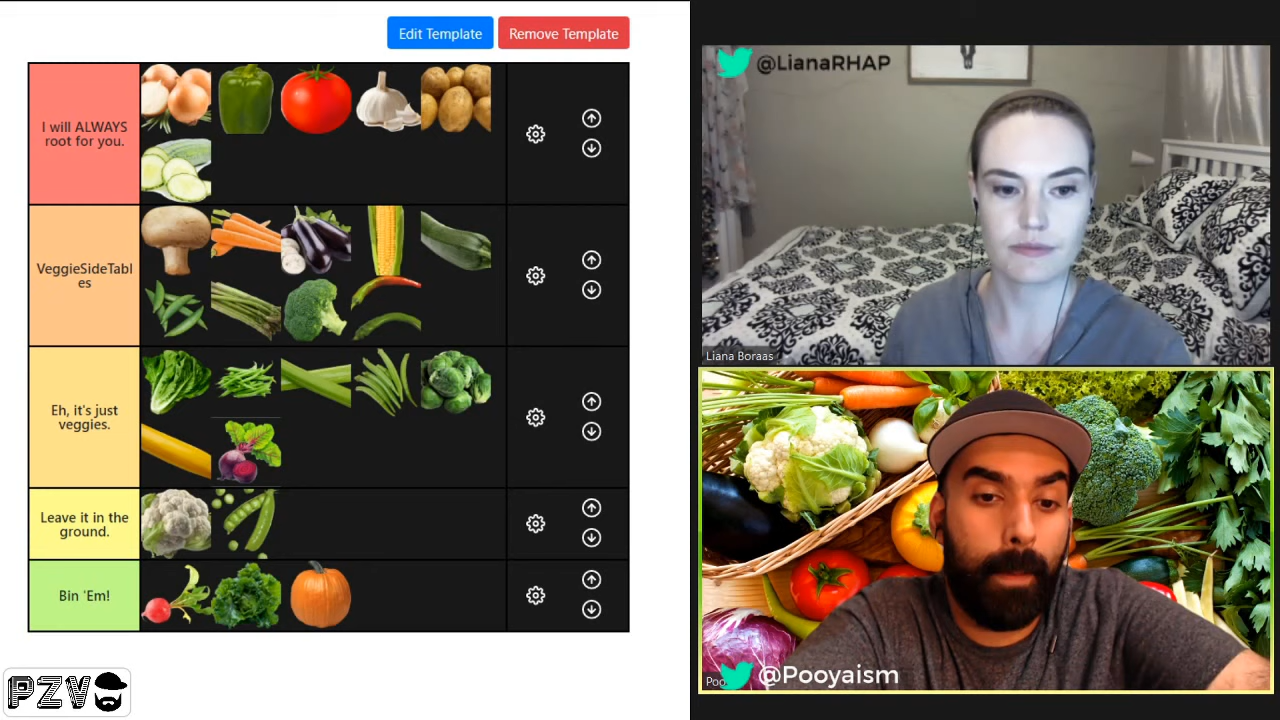 Edit Template
Remove Template
I will ALWAYS
root for you.
VeggieSideTabl
es
Eh, it's just
veggies.
Leave it in the
ground.
Bin 'Em!
PZV
@LianaRHAP
Liana Boraas
@Pooyaism
Poo